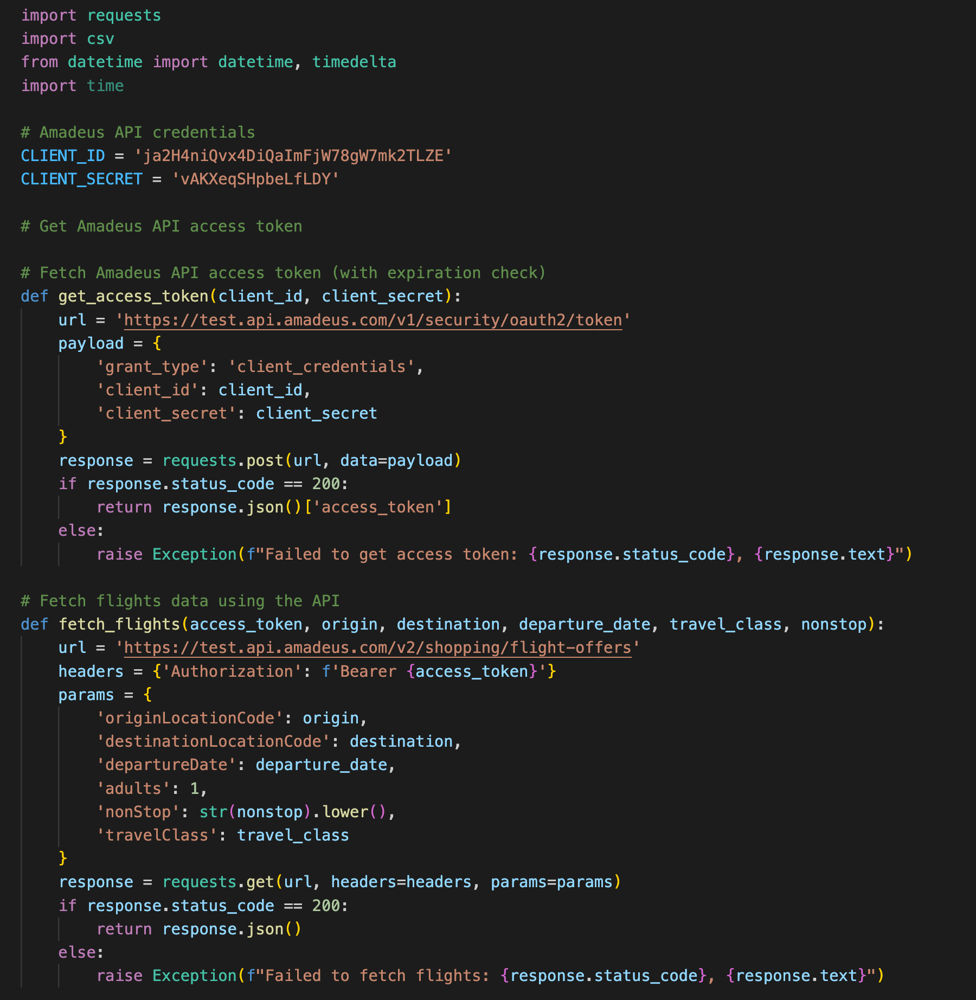 import requests
import csv
from datetime import datetime, timedelta
import time
# Amadeus API credentials
CLIENT_ID = 'ja2H4niQvx4DiQaImFjW78gW7mk2TLZE'
CLIENT_SECRET = 'vAKXeqSHpbeLfLDY'
# Get Amadeus API access token
# Fetch Amadeus API access token (with expiration check)
def get_access_token(client_id, client_secret):
    url = 'https://test.api.amadeus.com/v1/security/oauth2/token'
    payload = {
        'grant_type': 'client_credentials',
        'client_id': client_id,
        'client_secret': client_secret
    }
    response = requests.post(url, data=payload)
    if response.status_code == 200:
        return response.json()['access_token']
    else:
        raise Exception(f"Failed to get access token: {response.status_code}, {response.text}")
# Fetch flights data using the API
def fetch_flights(access_token, origin, destination, departure_date, travel_class, nonstop):
    url = 'https://test.api.amadeus.com/v2/shopping/flight-offers'
    headers = {'Authorization': f'Bearer {access_token}'}
    params = {
        'originLocationCode': origin,
        'destinationLocationCode': destination,
        'departureDate': departure_date,
        'adults': 1,
        'nonStop': str(nonstop).lower(),
        'travelClass': travel_class
    }
    response = requests.get(url, headers=headers, params=params)
    if response.status_code == 200:
        return response.json()
    else:
        raise Exception(f"Failed to fetch flights: {response.status_code}, {response.text}")